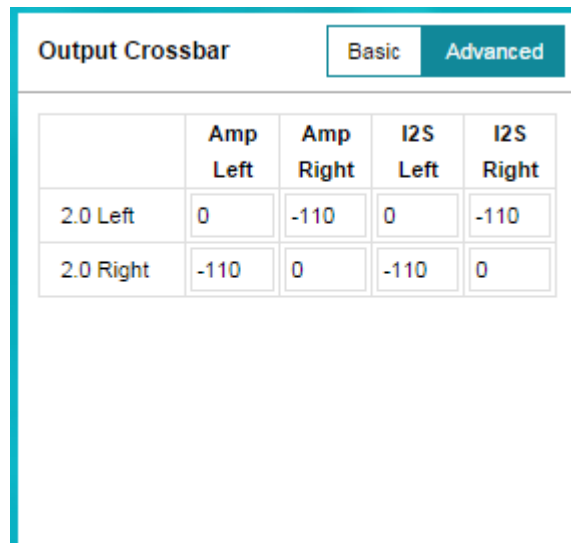 Output Crossbar Basic Advanced
Amp Left Amp Right I2S Left I2S Right
2.0 Left 0 -110 0 -110
2.0 Right -110 0 -110 0